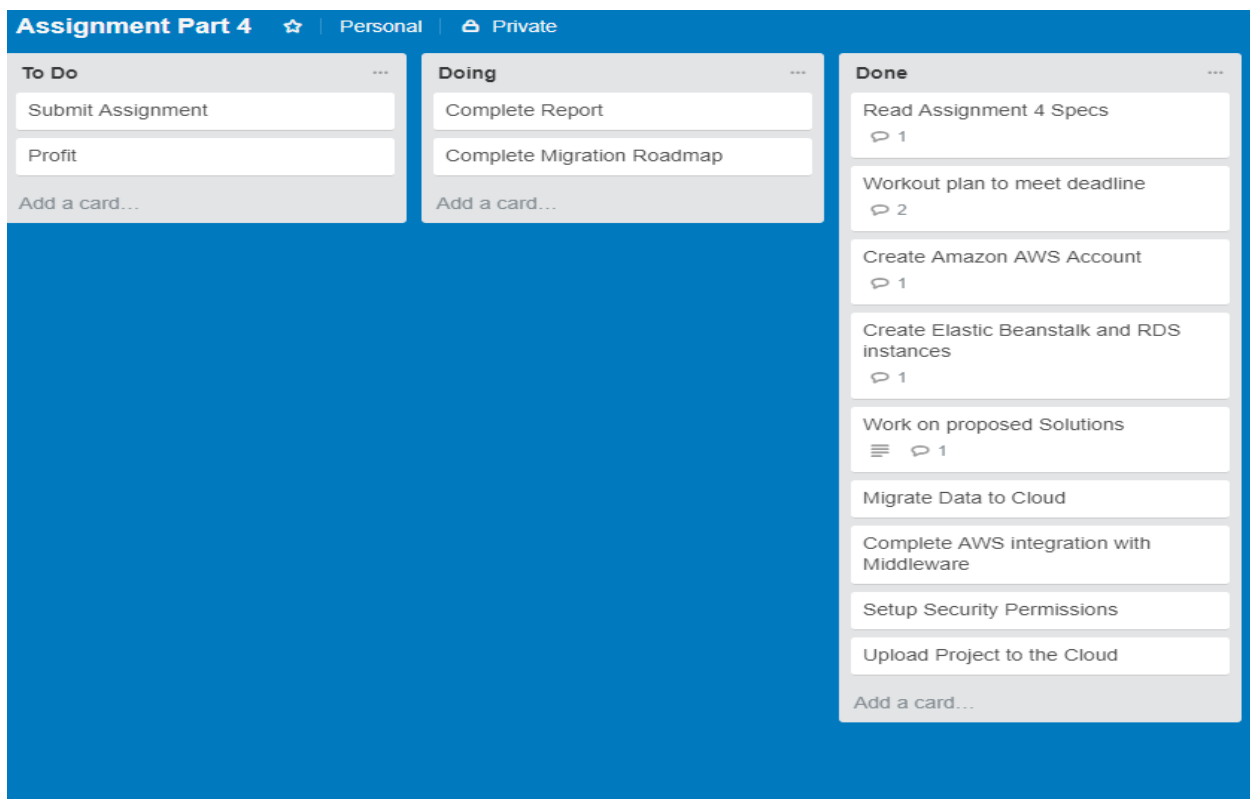 Assignment Part 4 Personal Private
To Do
Submit Assignment
Profit
Add a card...
Doing
Complete Report
Complete Migration Roadmap
Add a card...
Done
Read Assignment 4 Specs
1
Workout plan to meet deadline
2
Create Amazon AWS Account
1
Create Elastic Beanstalk and RDS
instances
1
Work on proposed Solutions
1
Migrate Data to Cloud
Complete AWS integration with
Middleware
Setup Security Permissions
Upload Project to the Cloud
Add a card...